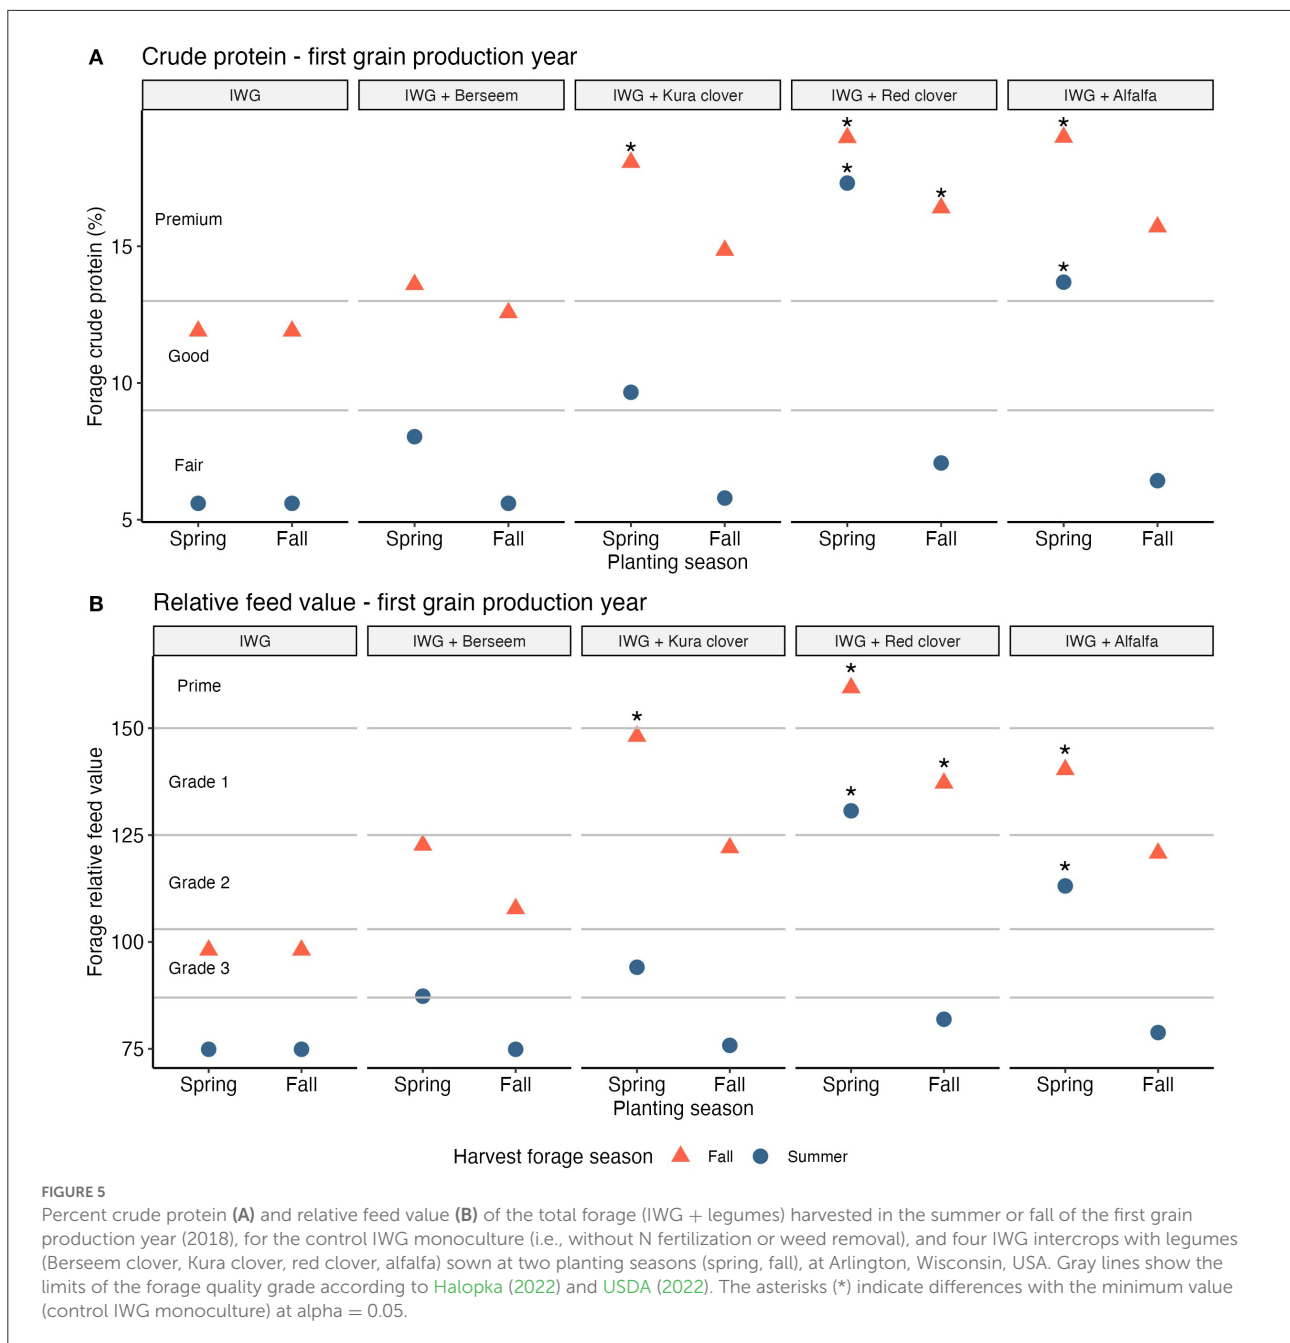 A Crude protein - first grain production year
IWG IWG + Berseem IWG + Kura clover IWG + Red clover IWG + Alfalfa
* * * * * * *
Forage crude protein (%)
Premium
15
Good
10
Fair
5
Spring Fall Spring Fall Spring Fall Spring Fall Spring Fall
Planting season
B Relative feed value - first grain production year
IWG IWG + Berseem IWG + Kura clover IWG + Red clover IWG + Alfalfa
* * * * * *
Forage relative feed value
Prime
150
Grade 1
125
Grade 2
100
Grade 3
75
Spring Fall Spring Fall Spring Fall Spring Fall Spring Fall
Planting season
Harvest forage season Fall Summer
FIGURE 5
Percent crude protein (A) and relative feed value (B) of the total forage (IWG + legumes) harvested in the summer or fall of the first grain
production year (2018), for the control IWG monoculture (i.e., without N fertilization or weed removal), and four IWG intercrops with legumes
(Berseem clover, Kura clover, red clover, alfalfa) sown at two planting seasons (spring, fall), at Arlington, Wisconsin, USA. Gray lines show the
limits of the forage quality grade according to Halopka (2022) and USDA (2022). The asterisks (*) indicate differences with the minimum value
(control IWG monoculture) at alpha = 0.05.